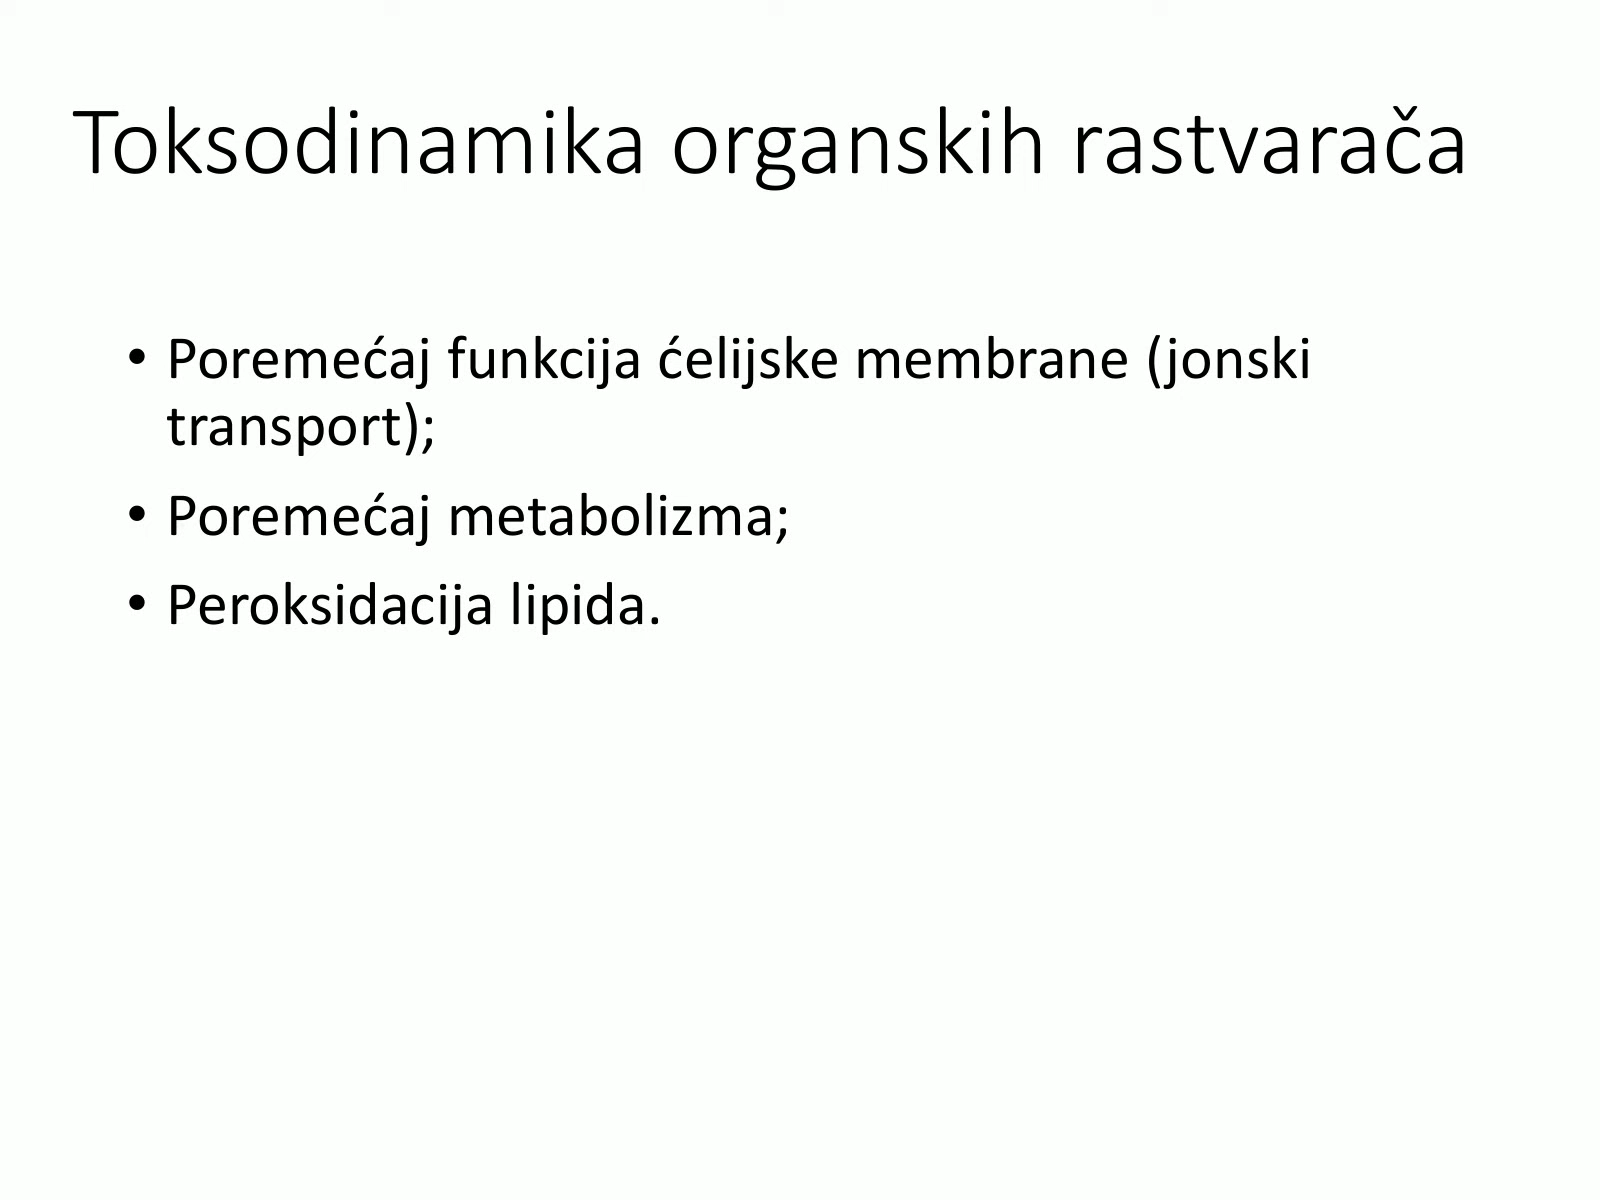 Toksodinamika organskih rastvarača
• Poremećaj funkcija ćelijske membrane (jonski
transport);
• Poremećaj metabolizma;
• Peroksidacija lipida.